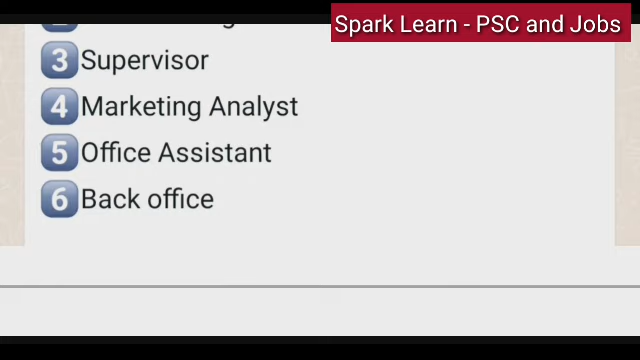 Spark Learn - PSC and Jobs
3 Supervisor
4 Marketing Analyst
5 Office Assistant
6 Back office